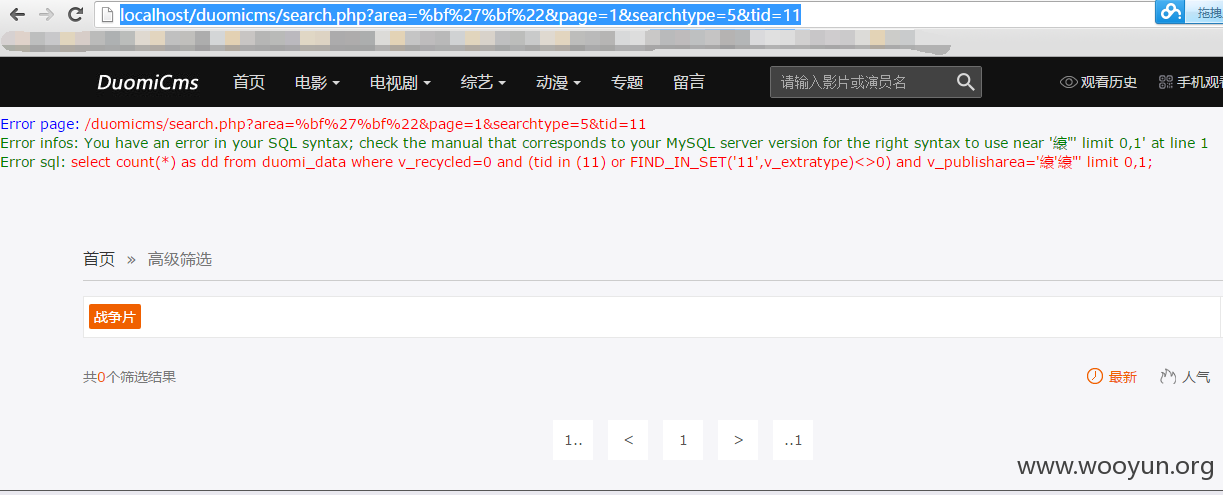 localhost/duomicms/search.php?area=%bf%27%bf%22&page=1&searchtype=5&tid=11
拖拽
DuomiCms 首页 电影 电视剧 综艺 动漫 专题 留言 请输入影片或演员名 观看历史 手机观看
Error page: /duomicms/search.php?area=%bf%27%bf%22&page=1&searchtype=5&tid=11
Error infos: You have an error in your SQL syntax; check the manual that corresponds to your MySQL server version for the right syntax to use near '縗"' limit 0,1' at line 1
Error sql: select count(*) as dd from duomi_data where v_recycled=0 and (tid in (11) or FIND_IN_SET('11',v_extratype)<>0) and v_publisharea='縗'縗"' limit 0,1;
首页 » 高级筛选
战争片
共0个筛选结果 最新 人气
1.. < 1 > ..1
www.wooyun.org